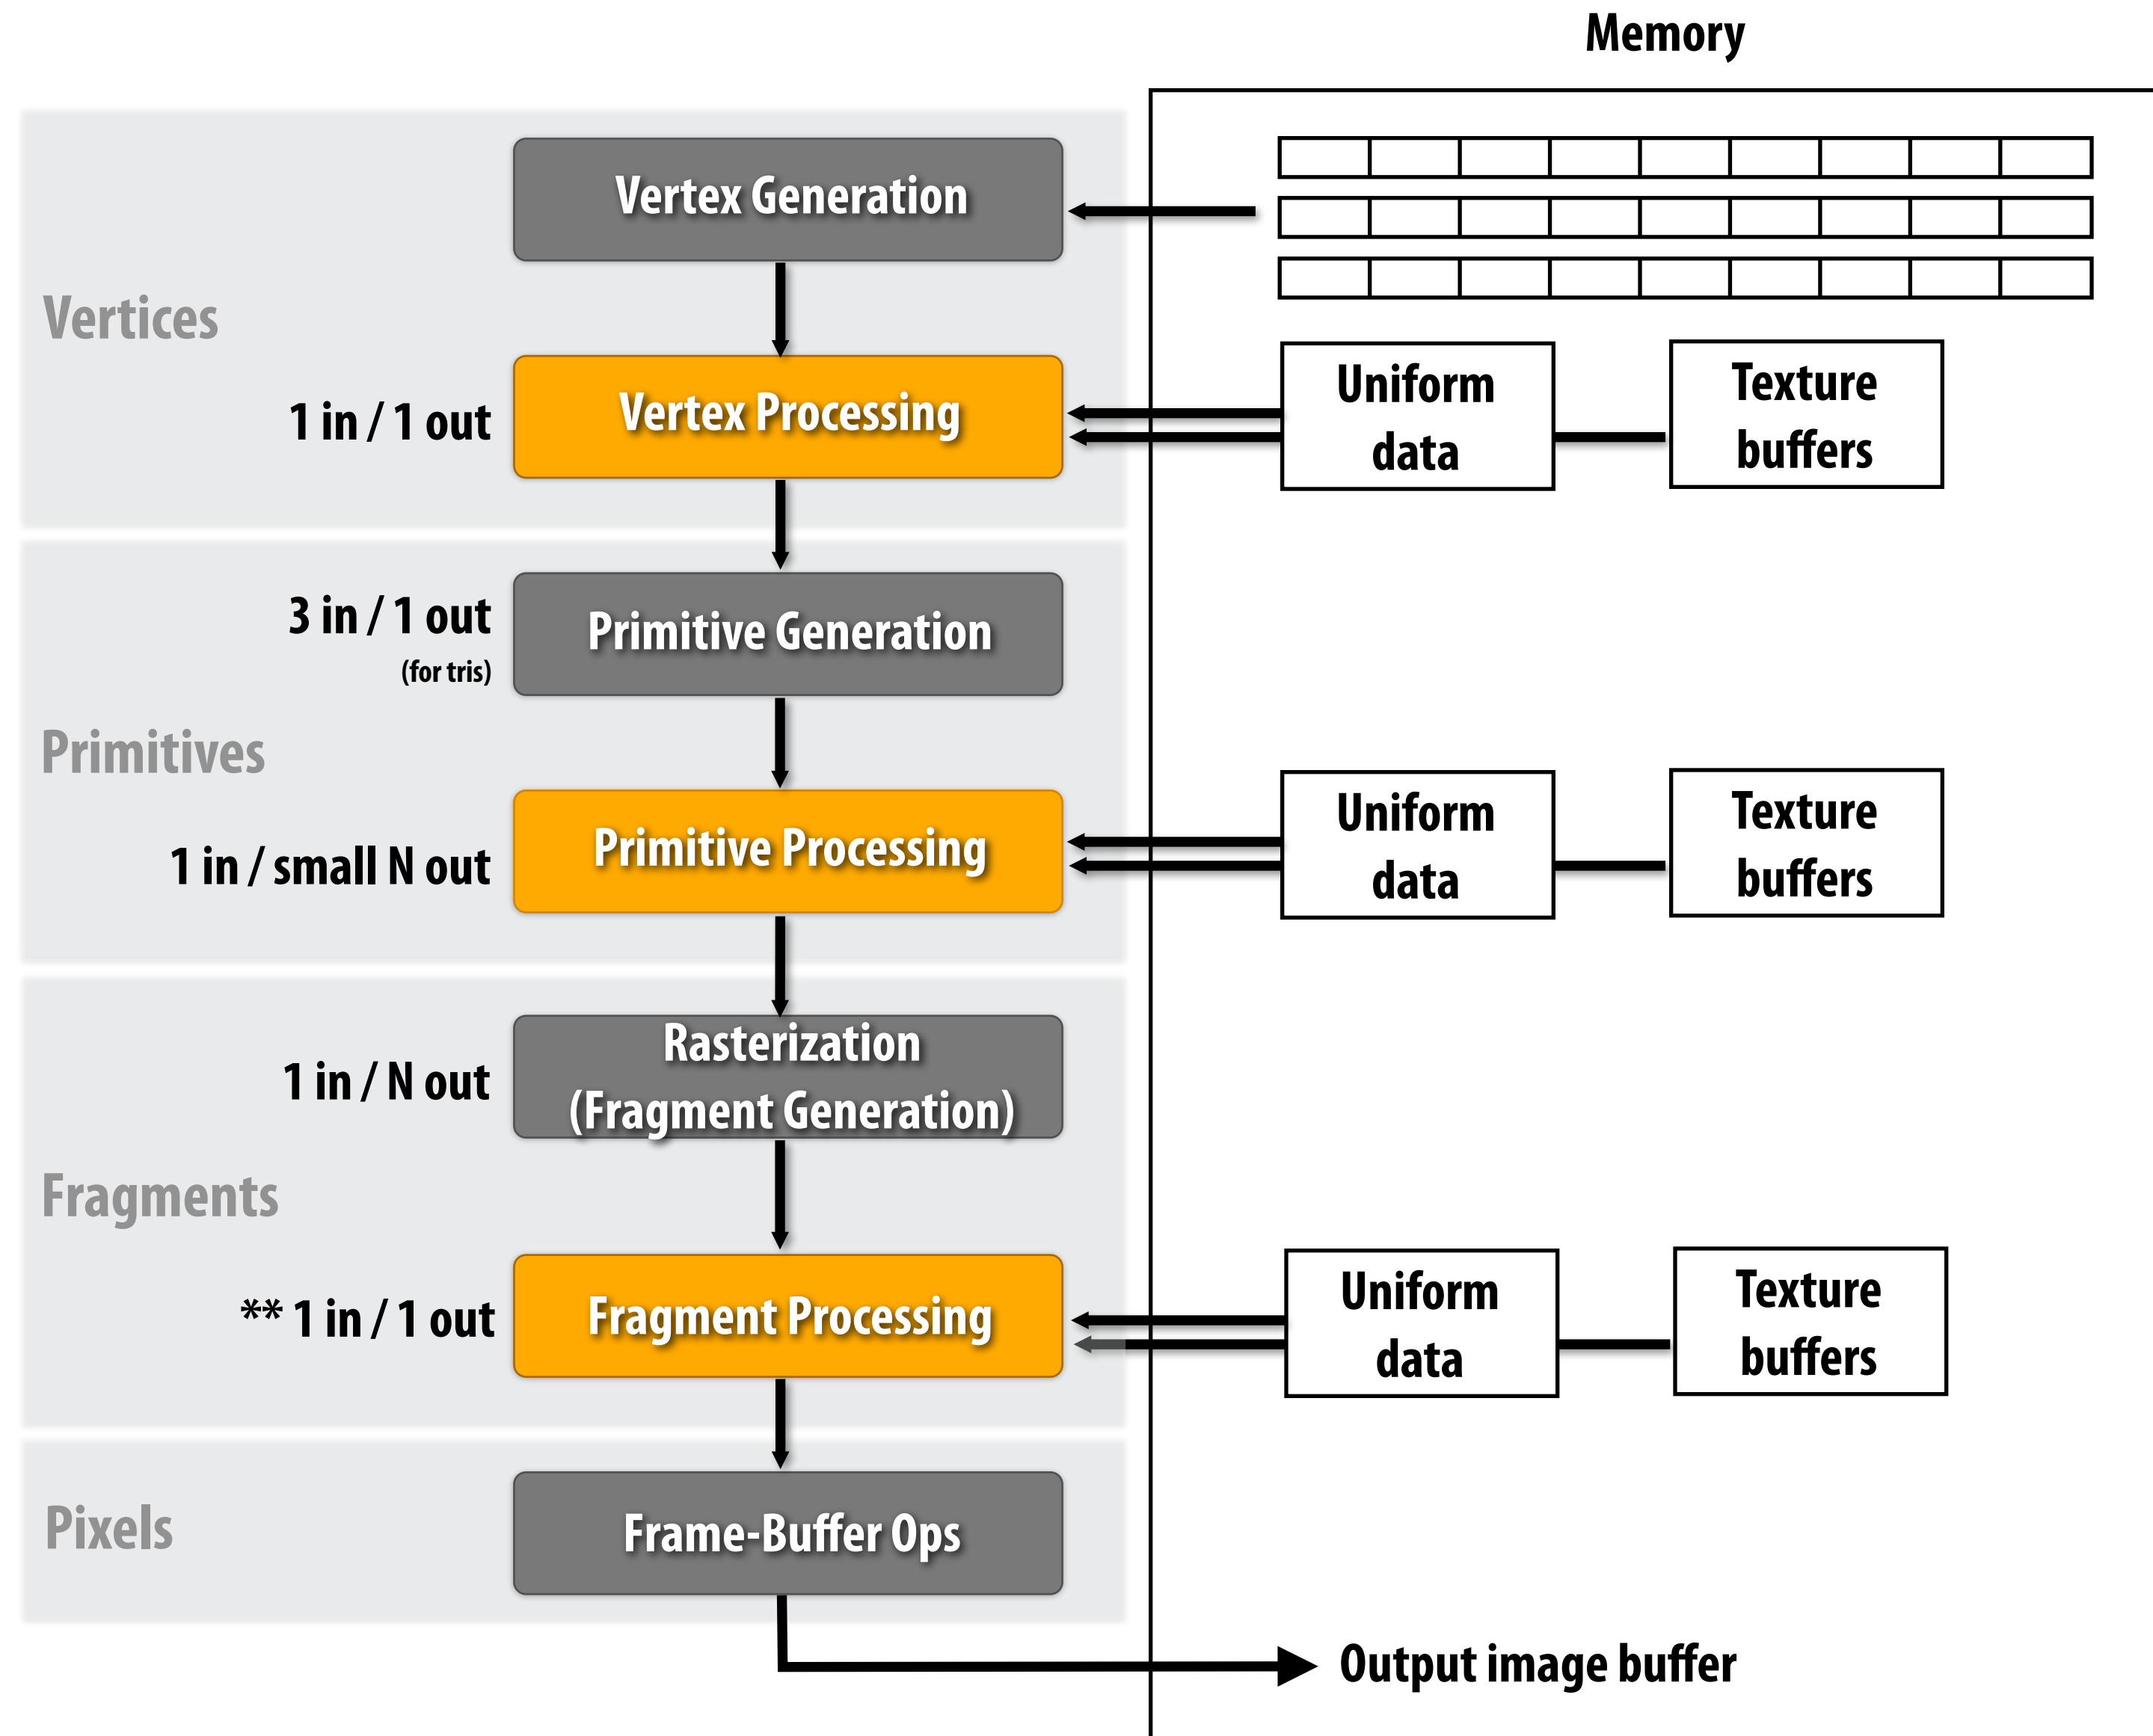 Memory
Vertex Generation
Vertices
1 in / 1 out
Vertex Processing
Uniform
data
Texture
buffers
3 in / 1 out
(for tris)
Primitive Generation
Primitives
1 in / small N out
Primitive Processing
Uniform
data
Texture
buffers
1 in / N out
Rasterization
(Fragment Generation)
Fragments
** 1 in / 1 out
Fragment Processing
Uniform
data
Texture
buffers
Pixels
Frame-Buffer Ops
Output image buffer